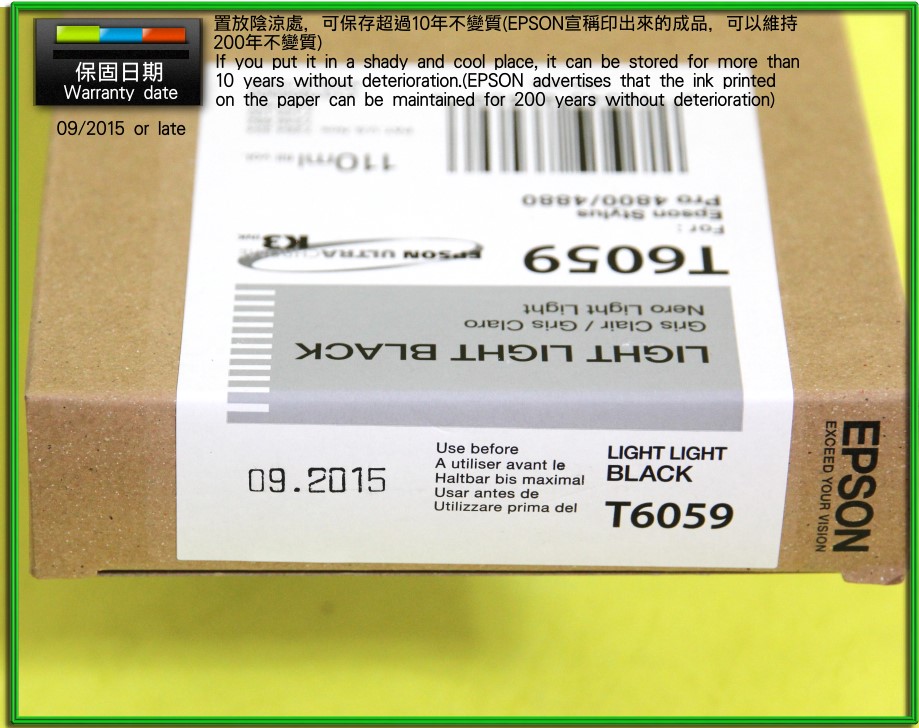 置放陰涼處，可保存超過10年不變質(EPSON宣稱印出來的成品，可以維持
200年不變質)
If you put it in a shady and cool place, it can be stored for more than
10 years without deterioration.(EPSON advertises that the ink printed
on the paper can be maintained for 200 years without deterioration)
保固日期
Warranty date
09/2015 or late
110ml
For:
Epson Stylus
Pro 4800/4880
T6059
EPSON ULTRACHROME K3
LIGHT LIGHT BLACK
Gris Clair / Gris Claro
Nero Light Light
09.2015
Use before
A utiliser avant le
Haltbar bis maximal
Usar antes de
Utilizzare prima del
LIGHT LIGHT
BLACK
T6059
EPSON
EXCEED YOUR VISION